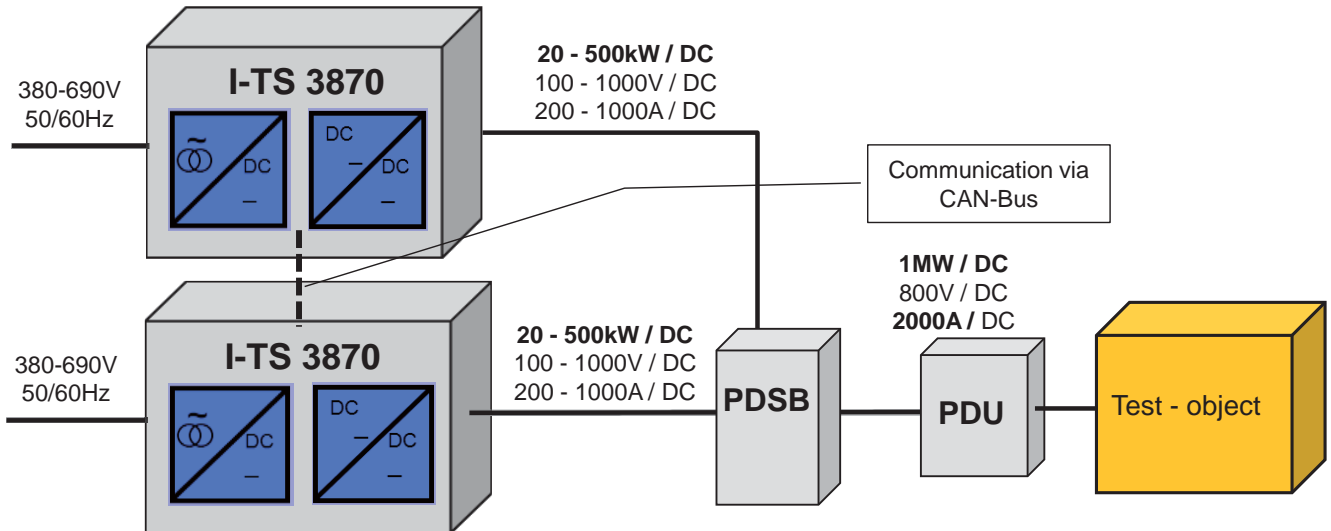 I-TS 3870
380-690V
50/60Hz
~
DC
–
DC
–
DC
–
20 - 500kW / DC
100 - 1000V / DC
200 - 1000A / DC
Communication via
CAN-Bus
I-TS 3870
380-690V
50/60Hz
~
DC
–
DC
–
DC
–
20 - 500kW / DC
100 - 1000V / DC
200 - 1000A / DC
PDSB
1MW / DC
800V / DC
2000A / DC
PDU
Test - object